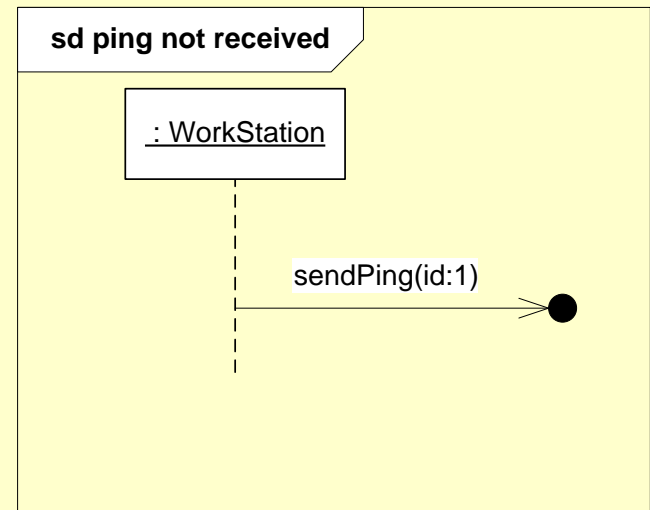 sd ping not received
: WorkStation
sendPing(id:1)